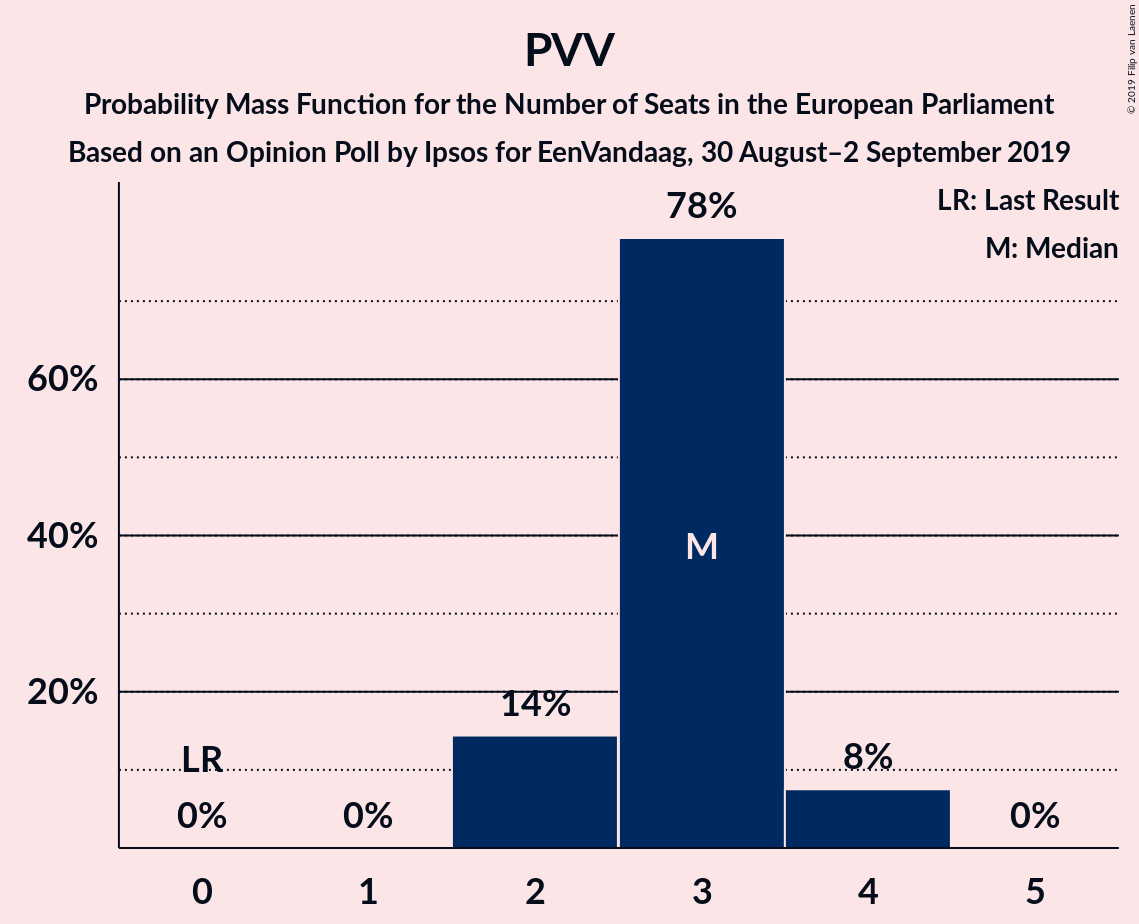 PVV
Probability Mass Function for the Number of Seats in the European Parliament
Based on an Opinion Poll by Ipsos for EenVandaag, 30 August–2 September 2019
© 2019 Filip van Laenen
LR: Last Result
M: Median
78%
60%
40%
M
20%
14%
LR
8%
0%
0%
0%
0
1
2
3
4
5